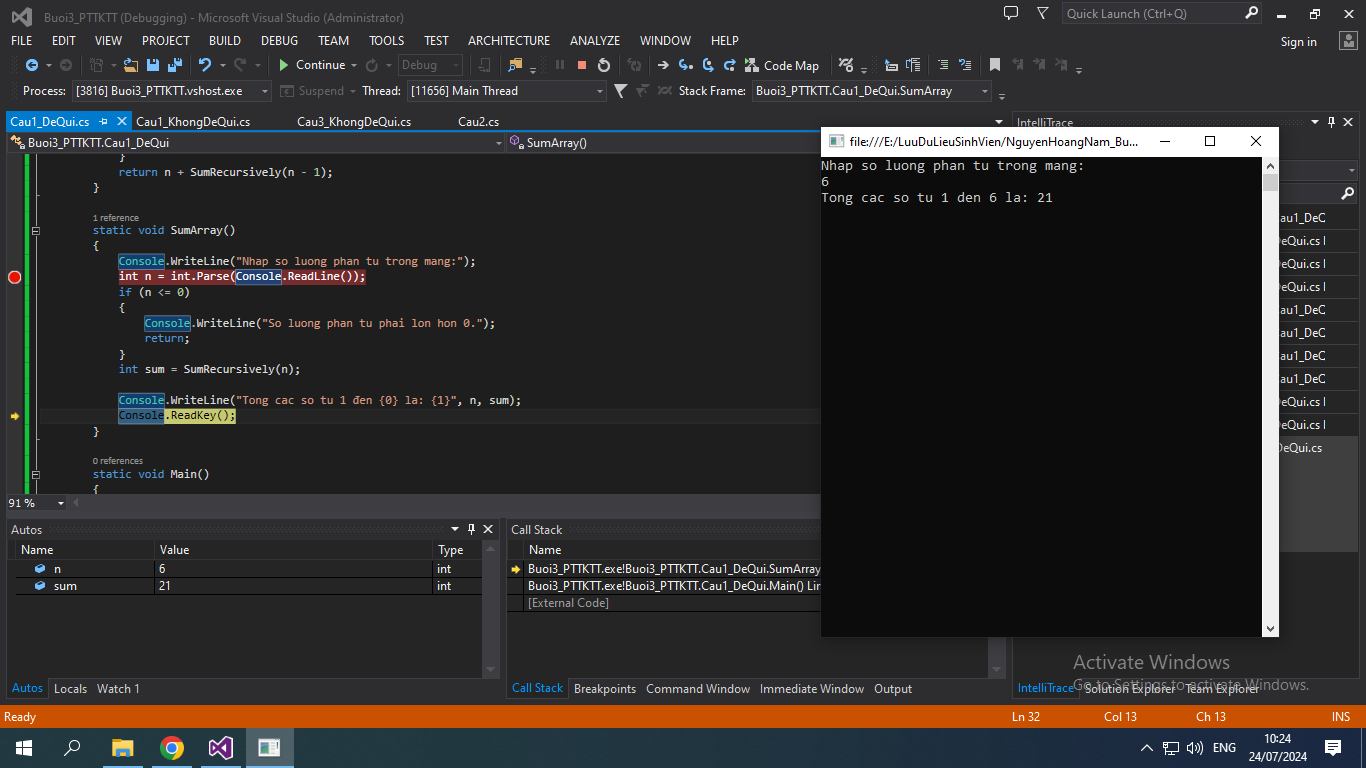 Buoi3_PTTKTT (Debugging) - Microsoft Visual Studio (Administrator)
Quick Launch (Ctrl+Q)
FILE EDIT VIEW PROJECT BUILD DEBUG TEAM TOOLS TEST ARCHITECTURE ANALYZE WINDOW HELP
Sign in
Continue Debug Code Map
Process: [3816] Buoi3_PTTKTT.vshost.exe Suspend Thread: [11656] Main Thread Stack Frame: Buoi3_PTTKTT.Cau1_DeQui.SumArray
Cau1_DeQui.cs Cau1_KhongDeQui.cs Cau3_KhongDeQui.cs Cau2.cs
IntelliTrace
Buoi3_PTTKTT.Cau1_DeQui SumArray()
}
return n + SumRecursively(n - 1);
}
1 reference
static void SumArray()
{
Console.WriteLine("Nhap so luong phan tu trong mang:");
int n = int.Parse(Console.ReadLine());
if (n <= 0)
{
Console.WriteLine("So luong phan tu phai lon hon 0.");
return;
}
int sum = SumRecursively(n);
Console.WriteLine("Tong cac so tu 1 den {0} la: {1}", n, sum);
Console.ReadKey();
}
0 references
static void Main()
{
91 %
file:///E:/LuuDuLieuSinhVien/NguyenHoangNam_Bu...
Nhap so luong phan tu trong mang:
6
Tong cac so tu 1 den 6 la: 21
au1_DeQ
eQui.cs
eQui.cs
eQui.cs
au1_DeQ
au1_DeQ
au1_DeQ
au1_DeQ
eQui.cs
eQui.cs
DeQui.cs
Autos
Name Value Type
n 6 int
sum 21 int
Autos Locals Watch 1
Call Stack
Name
Buoi3_PTTKTT.exe!Buoi3_PTTKTT.Cau1_DeQui.SumArray
Buoi3_PTTKTT.exe!Buoi3_PTTKTT.Cau1_DeQui.Main() Lin
[External Code]
Call Stack Breakpoints Command Window Immediate Window Output
Activate Windows
Go to Settings to activate Windows.
IntelliTrace Solution Explorer Team Explorer
Ready Ln 32 Col 13 Ch 13 INS
ENG
10:24
24/07/2024